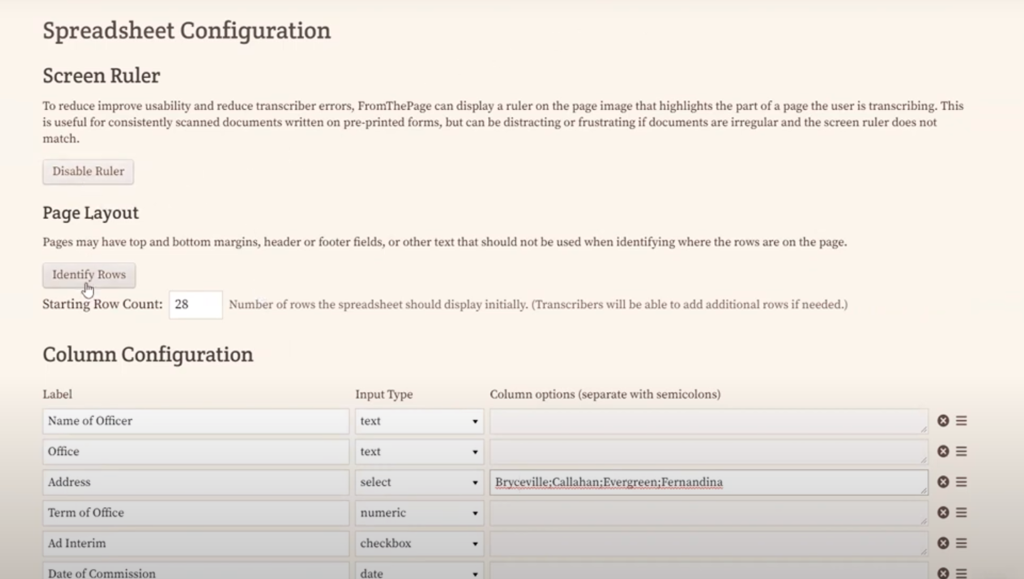 Spreadsheet Configuration
Screen Ruler
To reduce improve usability and reduce transcriber errors, FromThePage can display a ruler on the page image that highlights the part of a page the user is transcribing. This
is useful for consistently scanned documents written on pre-printed forms, but can be distracting or frustrating if documents are irregular and the screen ruler does not
match.
Disable Ruler
Page Layout
Pages may have top and bottom margins, header or footer fields, or other text that should not be used when identifying where the rows are on the page.
Identify Rows
Starting Row Count: 28 Number of rows the spreadsheet should display initially. (Transcribers will be able to add additional rows if needed.)
Column Configuration
Label Input Type Column options (separate with semicolons)
Name of Officer text
Office text
Address select Bryceville;Callahan;Evergreen;Fernandina
Term of Office numeric
Ad Interim checkbox
Date of Commission date